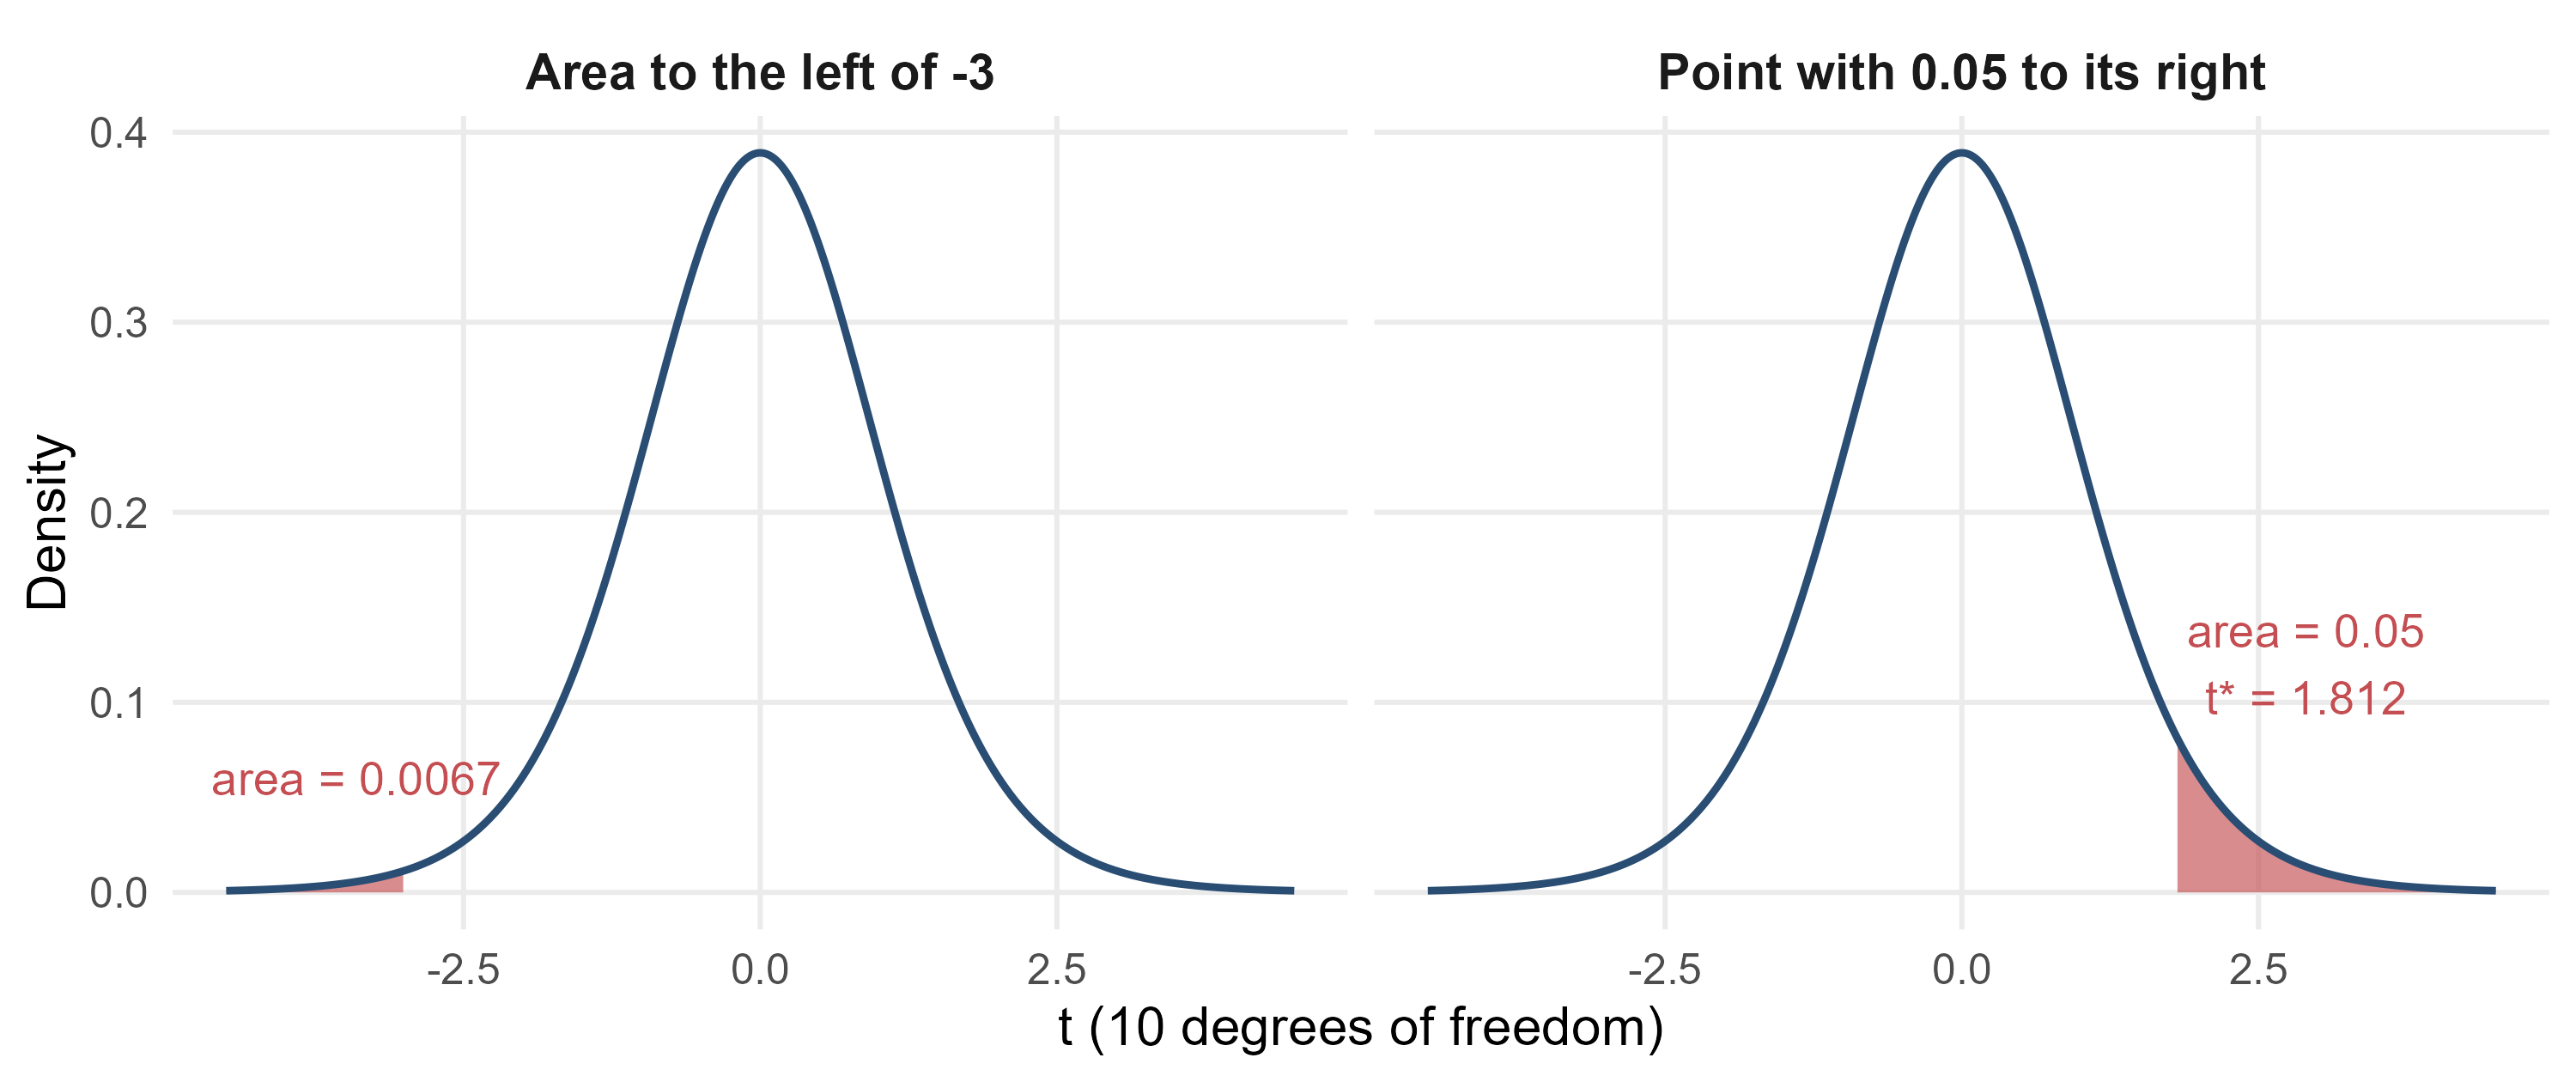 Area to the left of -3
Point with 0.05 to its right
Density
0.4
0.3
0.2
0.1
0.0
area = 0.0067
area = 0.05
t* = 1.812
-2.5 0.0 2.5
-2.5 0.0 2.5
t (10 degrees of freedom)